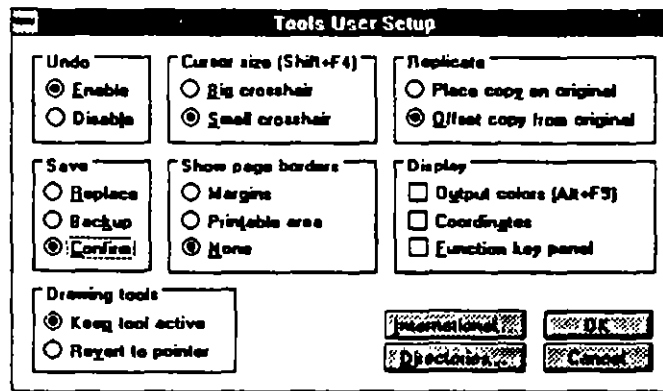 Tools User Setup
Undo
Enable
Disable
Cursor size (Shift+F4)
Big crosshair
Small crosshair
Replicate
Place copy on original
Offset copy from original
Save
Replace
Backup
Confirm
Show page borders
Margins
Printable area
None
Display
Output colors (Alt+F9)
Coordinates
Function key panel
Drawing tools
Keep tool active
Revert to pointer
International...
OK
Directories...
Cancel